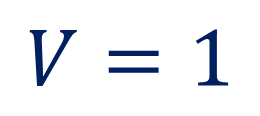 V = 1